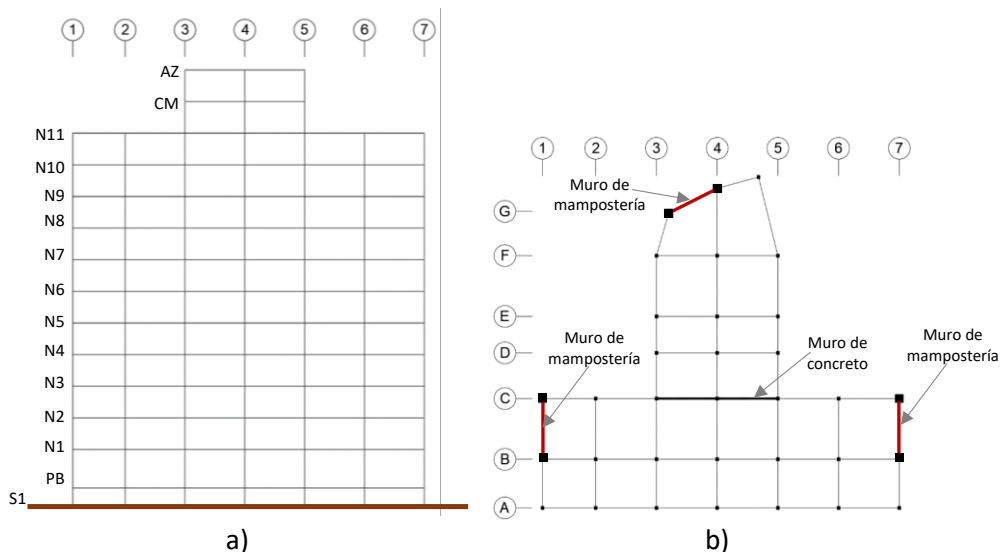 1 2 3 4 5 7
AZ
CM
N11
N10
N9
N8
N7
N6
N5
N4
N3
N2
N1
PB
S1
a)
1 2 3 4 5 6 7
Muro de
mampostería
G
F
E
D
C
B
A
Muro de
mampostería
Muro de
concreto
Muro de
mampostería
b)